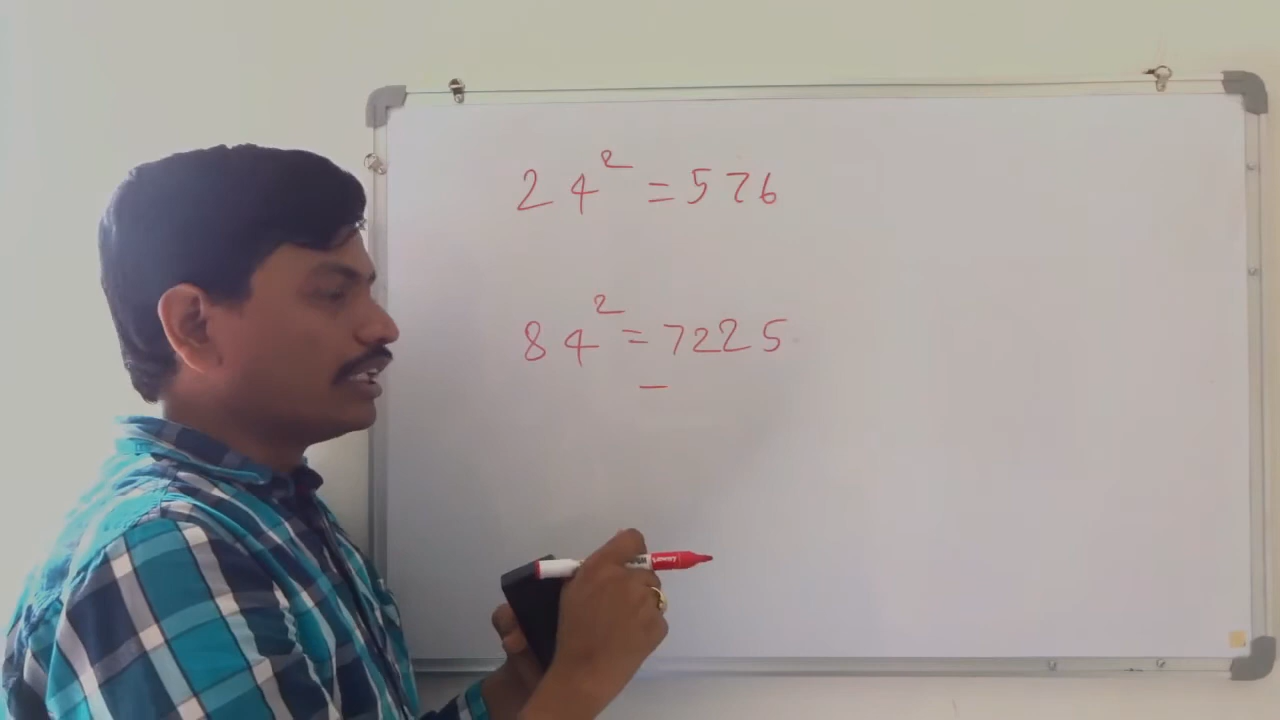 24² = 576
84² = 7225
–